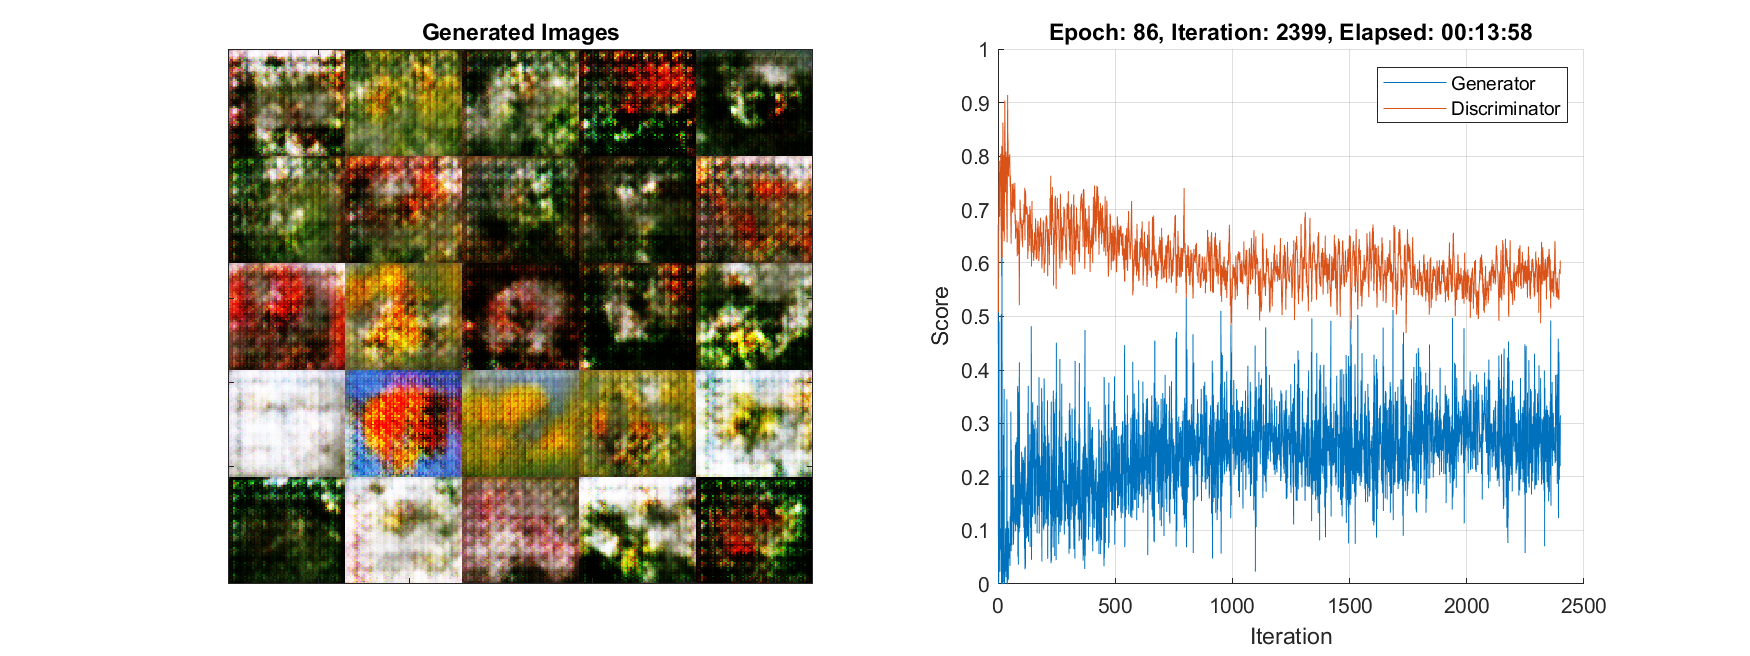 Generated Images
Epoch: 86, Iteration: 2399, Elapsed: 00:13:58
Generator
Discriminator
1
0.9
0.8
0.7
0.6
0.5
0.4
0.3
0.2
0.1
0
Score
0
500
1000
1500
2000
2500
Iteration